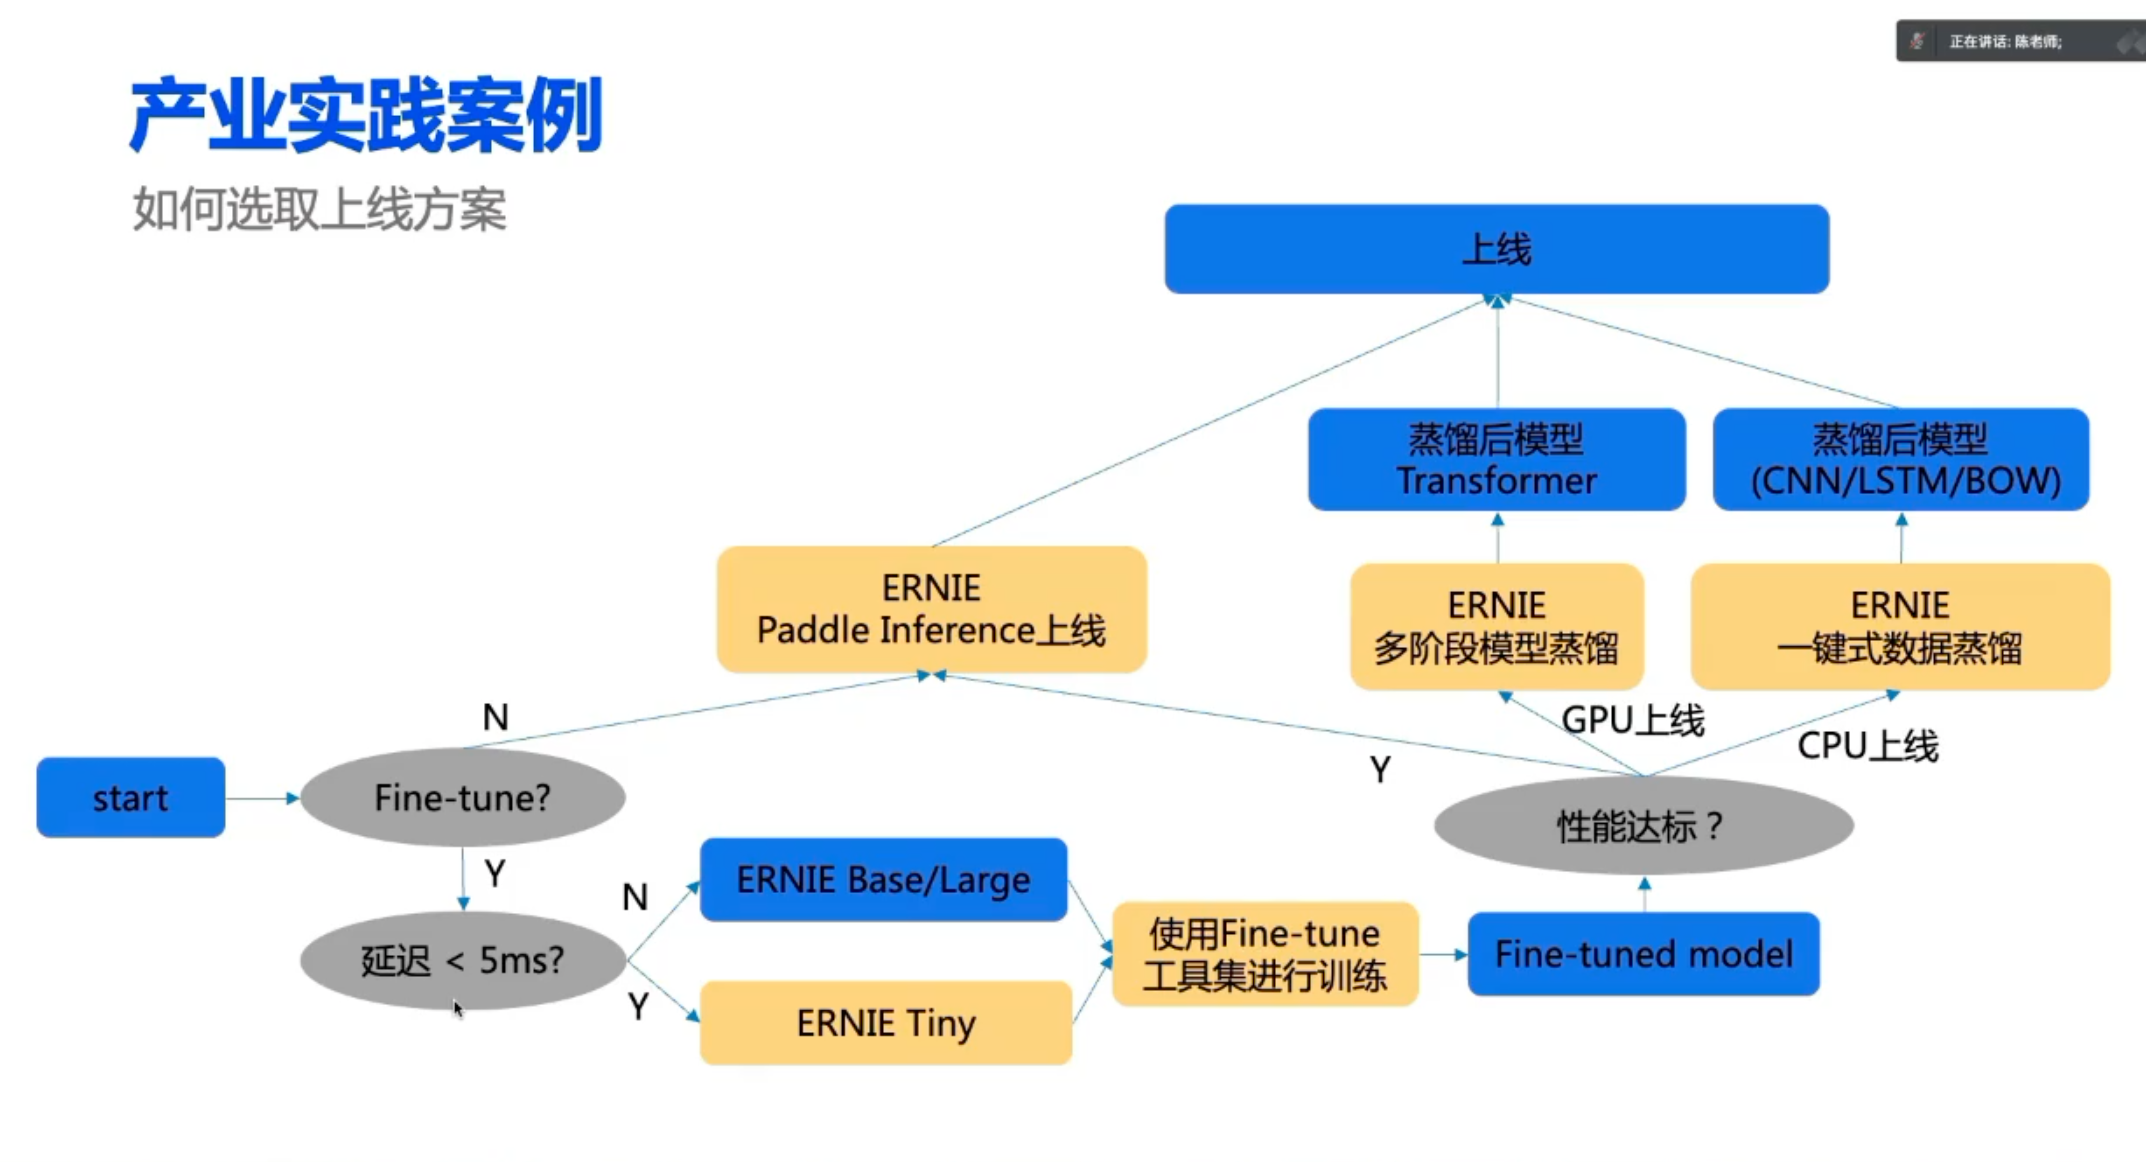 正在讲话: 陈老师;
产业实践案例
如何选取上线方案
上线
蒸馏后模型
Transformer
蒸馏后模型
(CNN/LSTM/BOW)
ERNIE
Paddle Inference上线
ERNIE
多阶段模型蒸馏
ERNIE
一键式数据蒸馏
N
GPU上线
CPU上线
Y
start
Fine-tune?
性能达标？
Y
N
ERNIE Base/Large
使用Fine-tune
工具集进行训练
Fine-tuned model
延迟 < 5ms?
Y
ERNIE Tiny